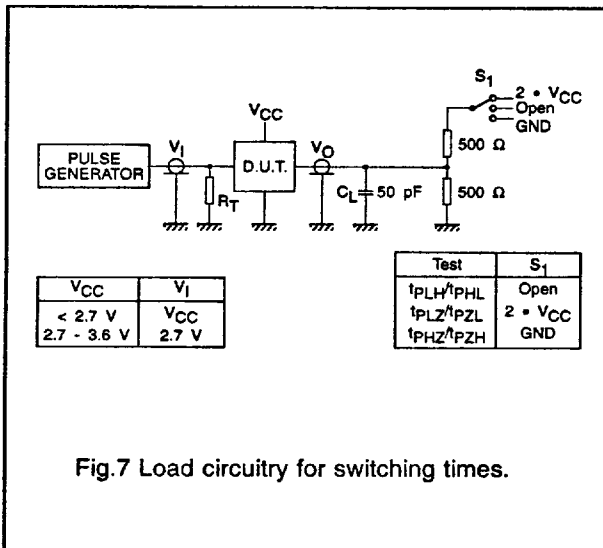 S1
2 • VCC
Open
GND
VCC
500 Ω
VI
VO
PULSE
GENERATOR
D.U.T.
RT
CL
50 pF
500 Ω
VCC VI
< 2.7 V VCC
2.7 - 3.6 V 2.7 V
Test S1
tPLH/tPHL Open
tPLZ/tPZL 2 • VCC
tPHZ/tPZH GND
Fig.7 Load circuitry for switching times.